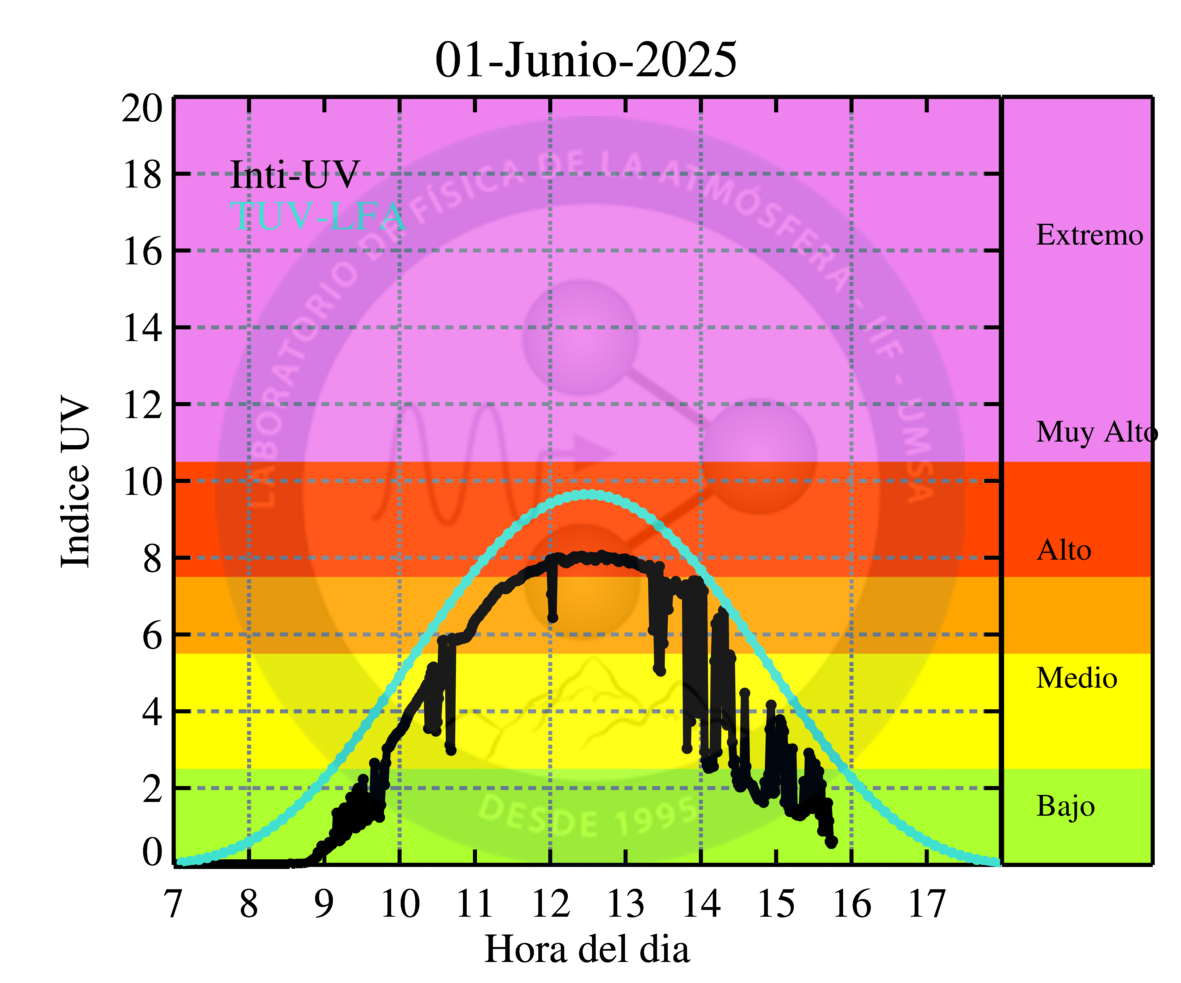 01-Junio-2025
20
18
16
14
12
10
8
6
4
2
0
Indice UV
Inti-UV
TUV-LFA
LABORATORIO DE FÍSICA DE LA ATMÓSFERA - IIF - UMSA
DESDE 1995
Extremo
Muy Alto
Alto
Medio
Bajo
7 8 9 10 11 12 13 14 15 16 17
Hora del dia